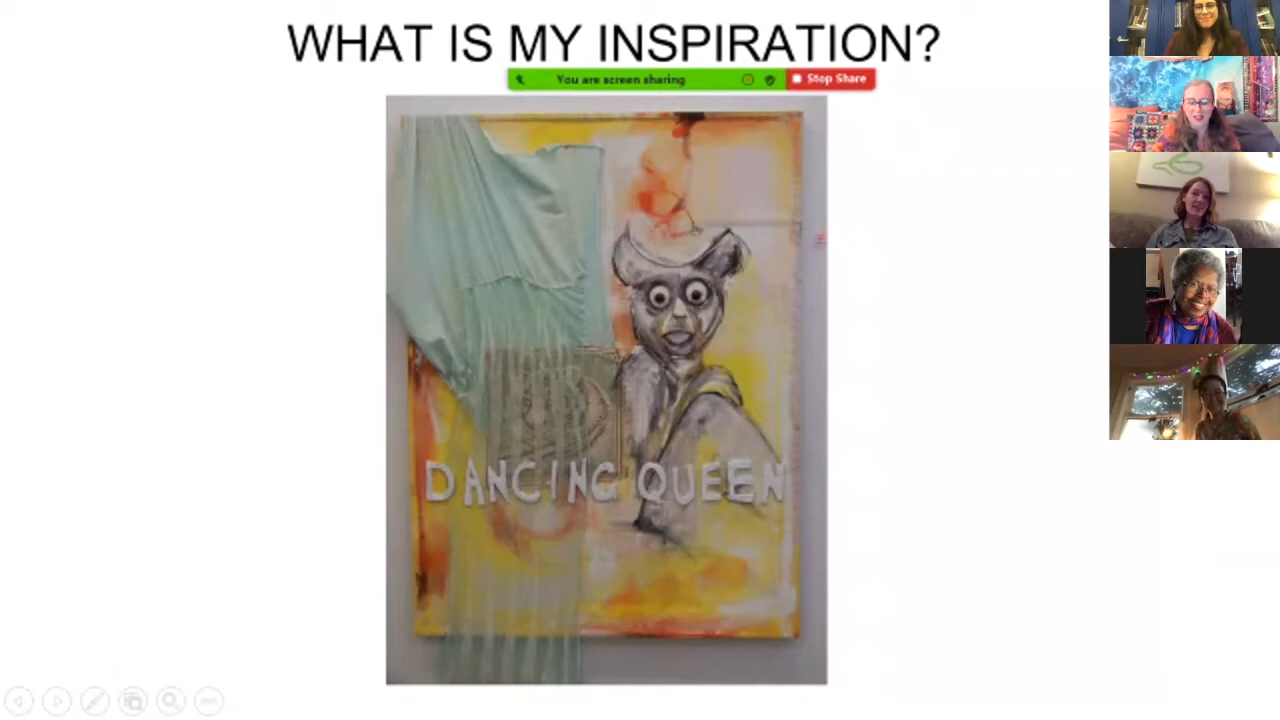 WHAT IS MY INSPIRATION?
You are screen sharing
Stop Share
DANCING QUEEN